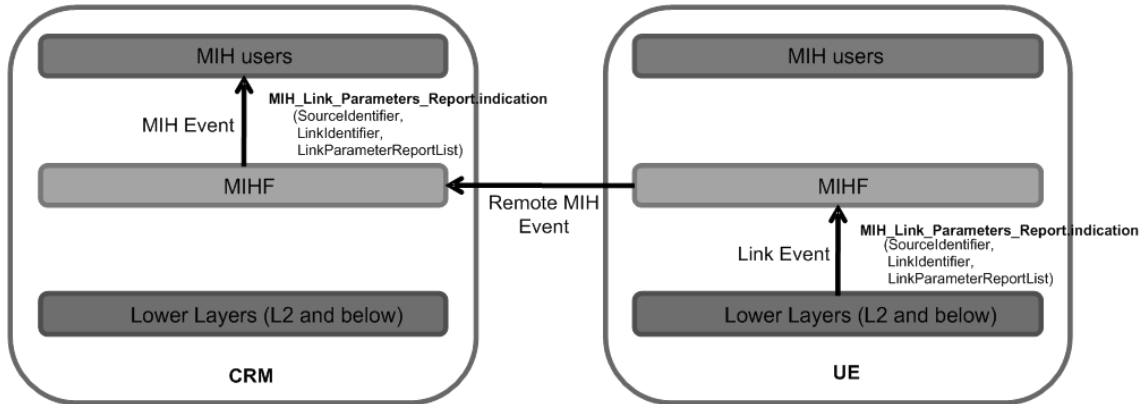 MIH users
MIH Event
MIH_Link_Parameters_Report.indication
(SourceIdentifier,
LinkIdentifier,
LinkParameterReportList)
MIHF
Lower Layers (L2 and below)
CRM
Remote MIH
Event
MIH users
MIHF
Link Event
MIH_Link_Parameters_Report.indication
(SourceIdentifier,
LinkIdentifier,
LinkParameterReportList)
Lower Layers (L2 and below)
UE